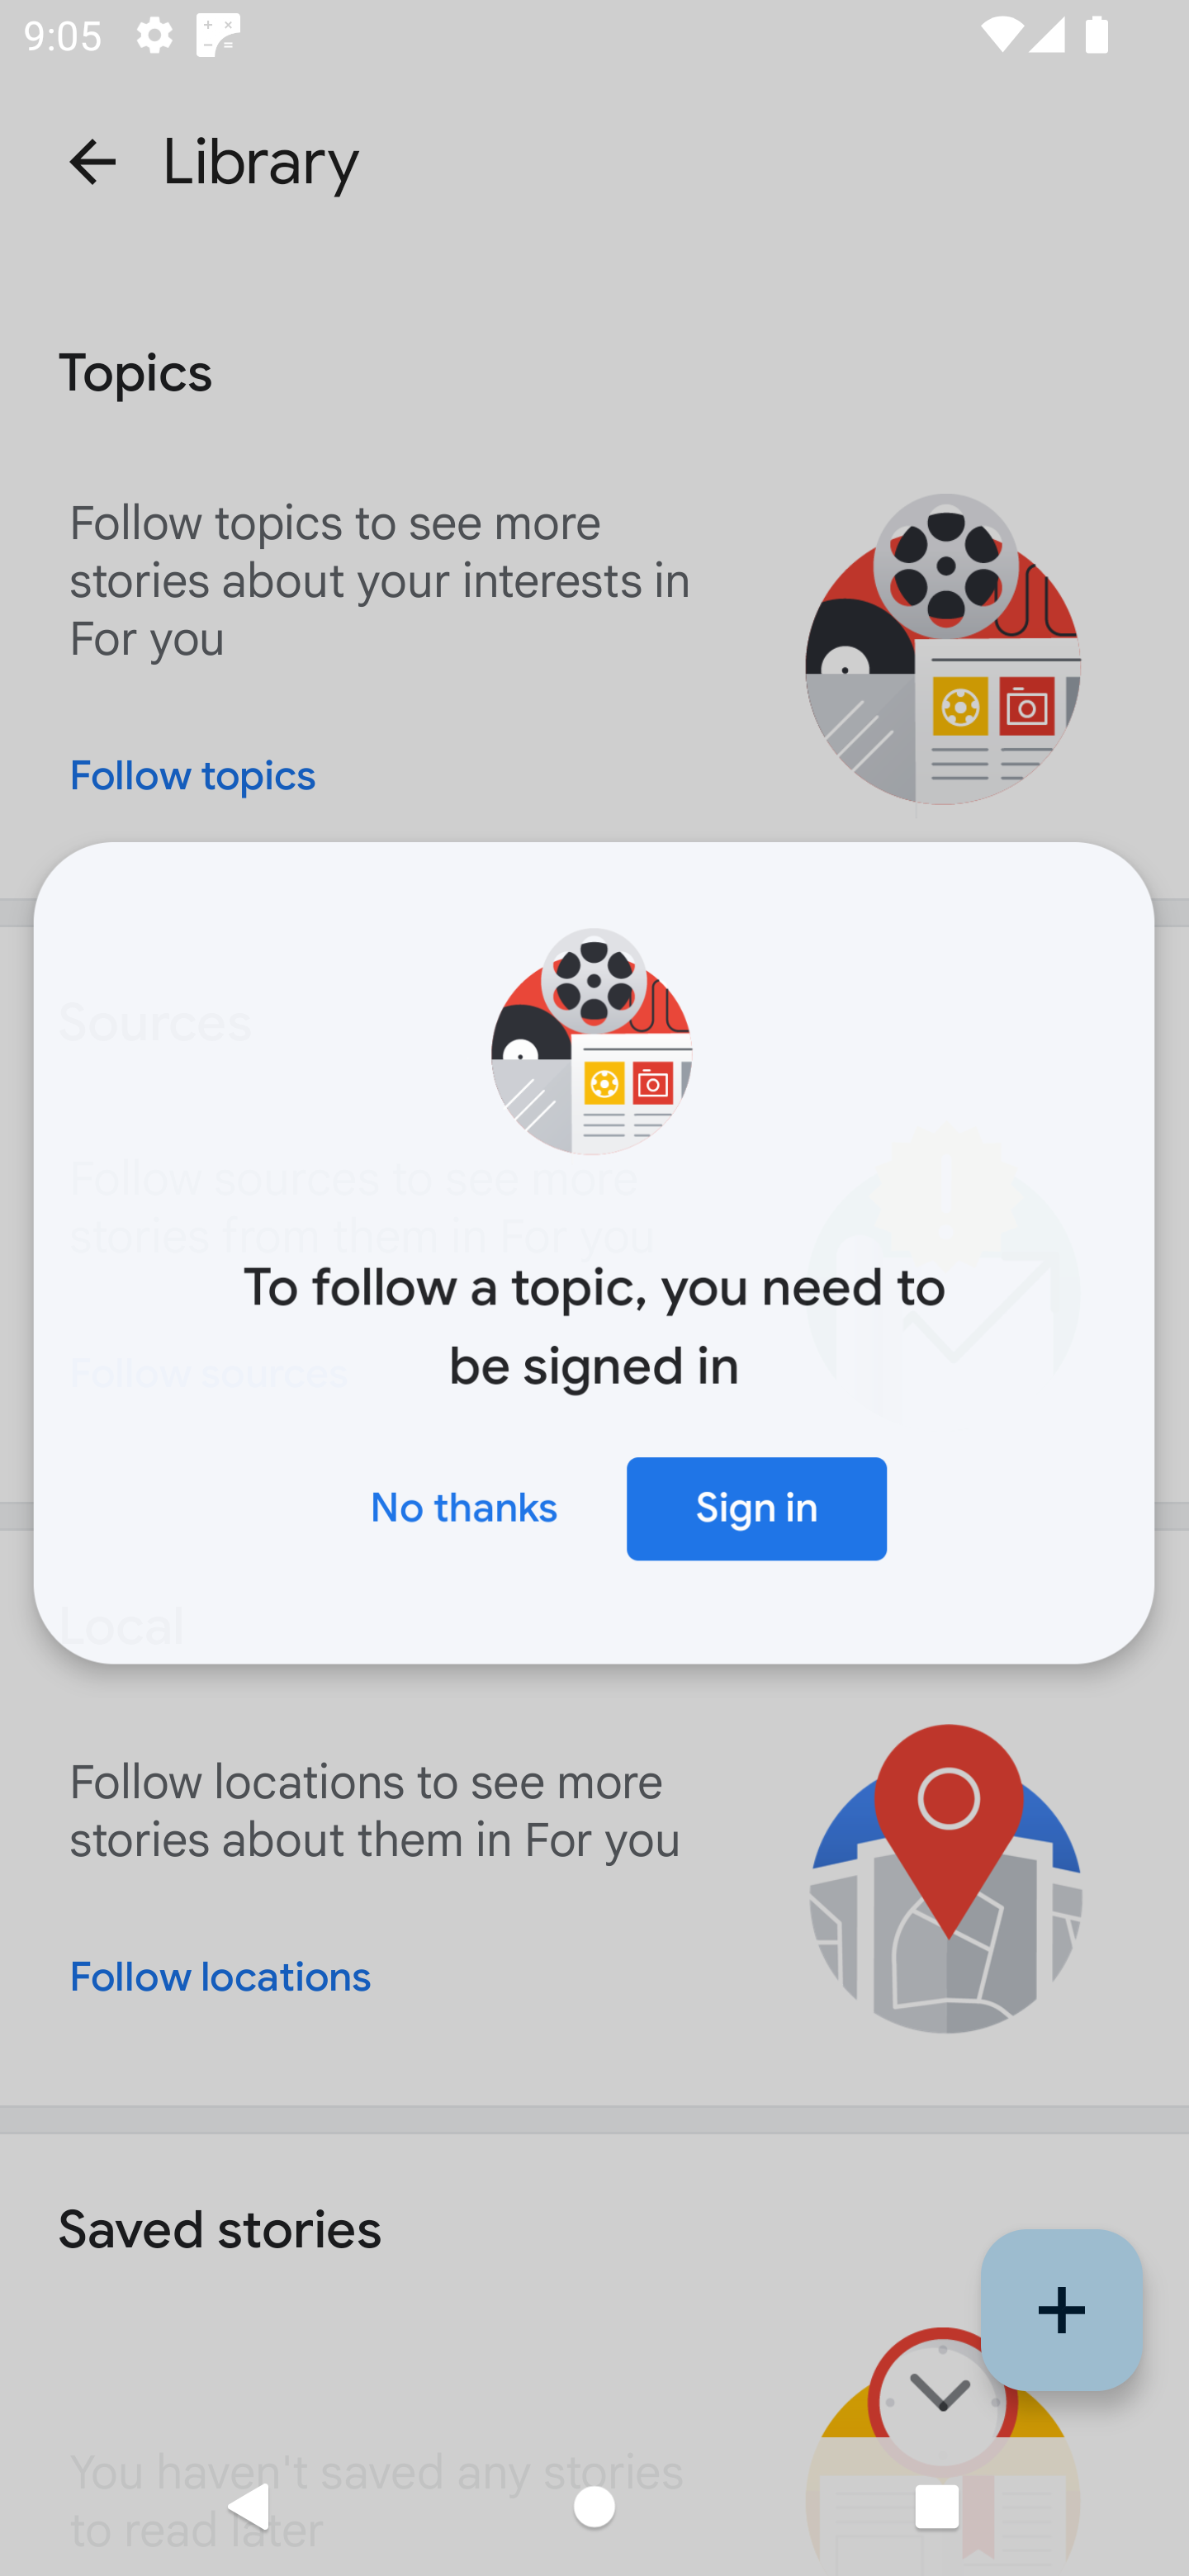 9:05
Library
Topics
Follow topics to see more
stories about your interests in
For you
Follow topics
Sources
Follow sources to see more
stories from them in For you
To follow a topic, you need to
be signed in
Follow sources
No thanks
Sign in
Local
Follow locations to see more
stories about them in For you
Follow locations
Saved stories
You haven't saved any stories
to read later